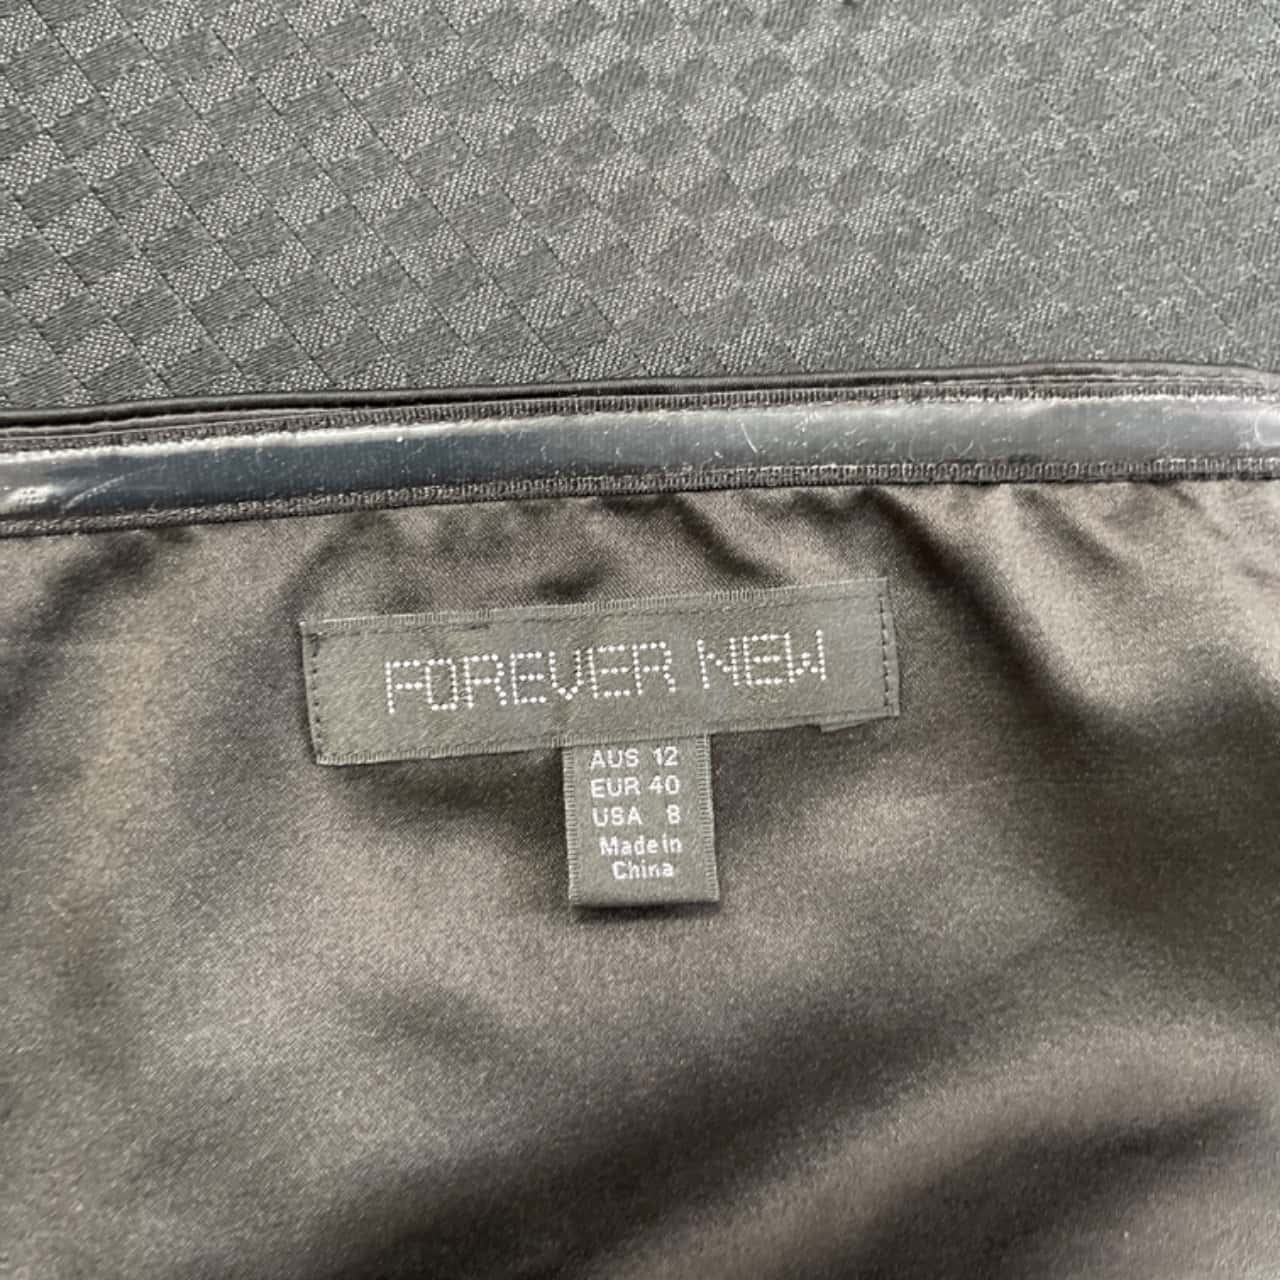 FOREVER NEW
AUS 12
EUR 40
USA 8
Made in
China